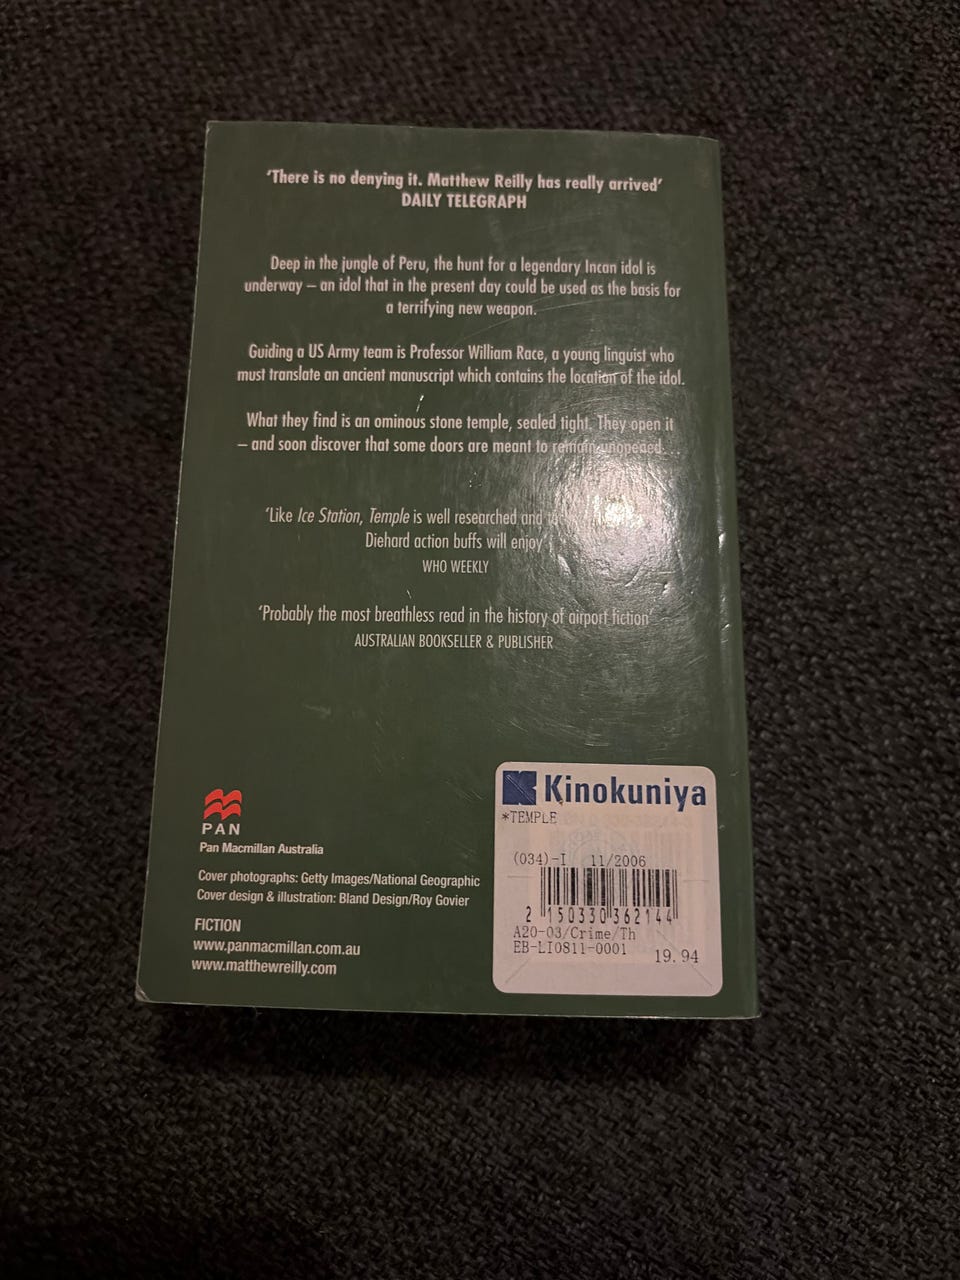 ‘There is no denying it. Matthew Reilly has really arrived’
DAILY TELEGRAPH
Deep in the jungle of Peru, the hunt for a legendary Incan idol is
underway – an idol that in the present day could be used as the basis for
a terrifying new weapon.
Guiding a US Army team is Professor William Race, a young linguist who
must translate an ancient manuscript which contains the location of the idol.
What they find is an ominous stone temple, sealed tight. They open it
– and soon discover that some doors are meant to remain unopened.
‘Like Ice Station, Temple is well researched and
Diehard action buffs will enjoy’
WHO WEEKLY
‘Probably the most breathless read in the history of airport fiction’
AUSTRALIAN BOOKSELLER & PUBLISHER
PAN
Pan Macmillan Australia
Cover photographs: Getty Images/National Geographic
Cover design & illustration: Bland Design/Roy Govier
FICTION
www.panmacmillan.com.au
www.matthewreilly.com
Kinokuniya
*TEMPLE
(034)-I 11/2006
2 150330 362144
A20-03/Crime/Th
EB-LI0811-0001 19.94